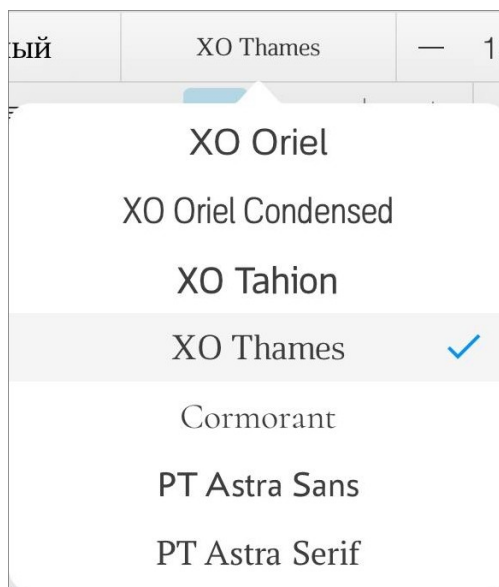 ый XO Thames — 1
XO Oriel
XO Oriel Condensed
XO Tahion
XO Thames
Cormorant
PT Astra Sans
PT Astra Serif